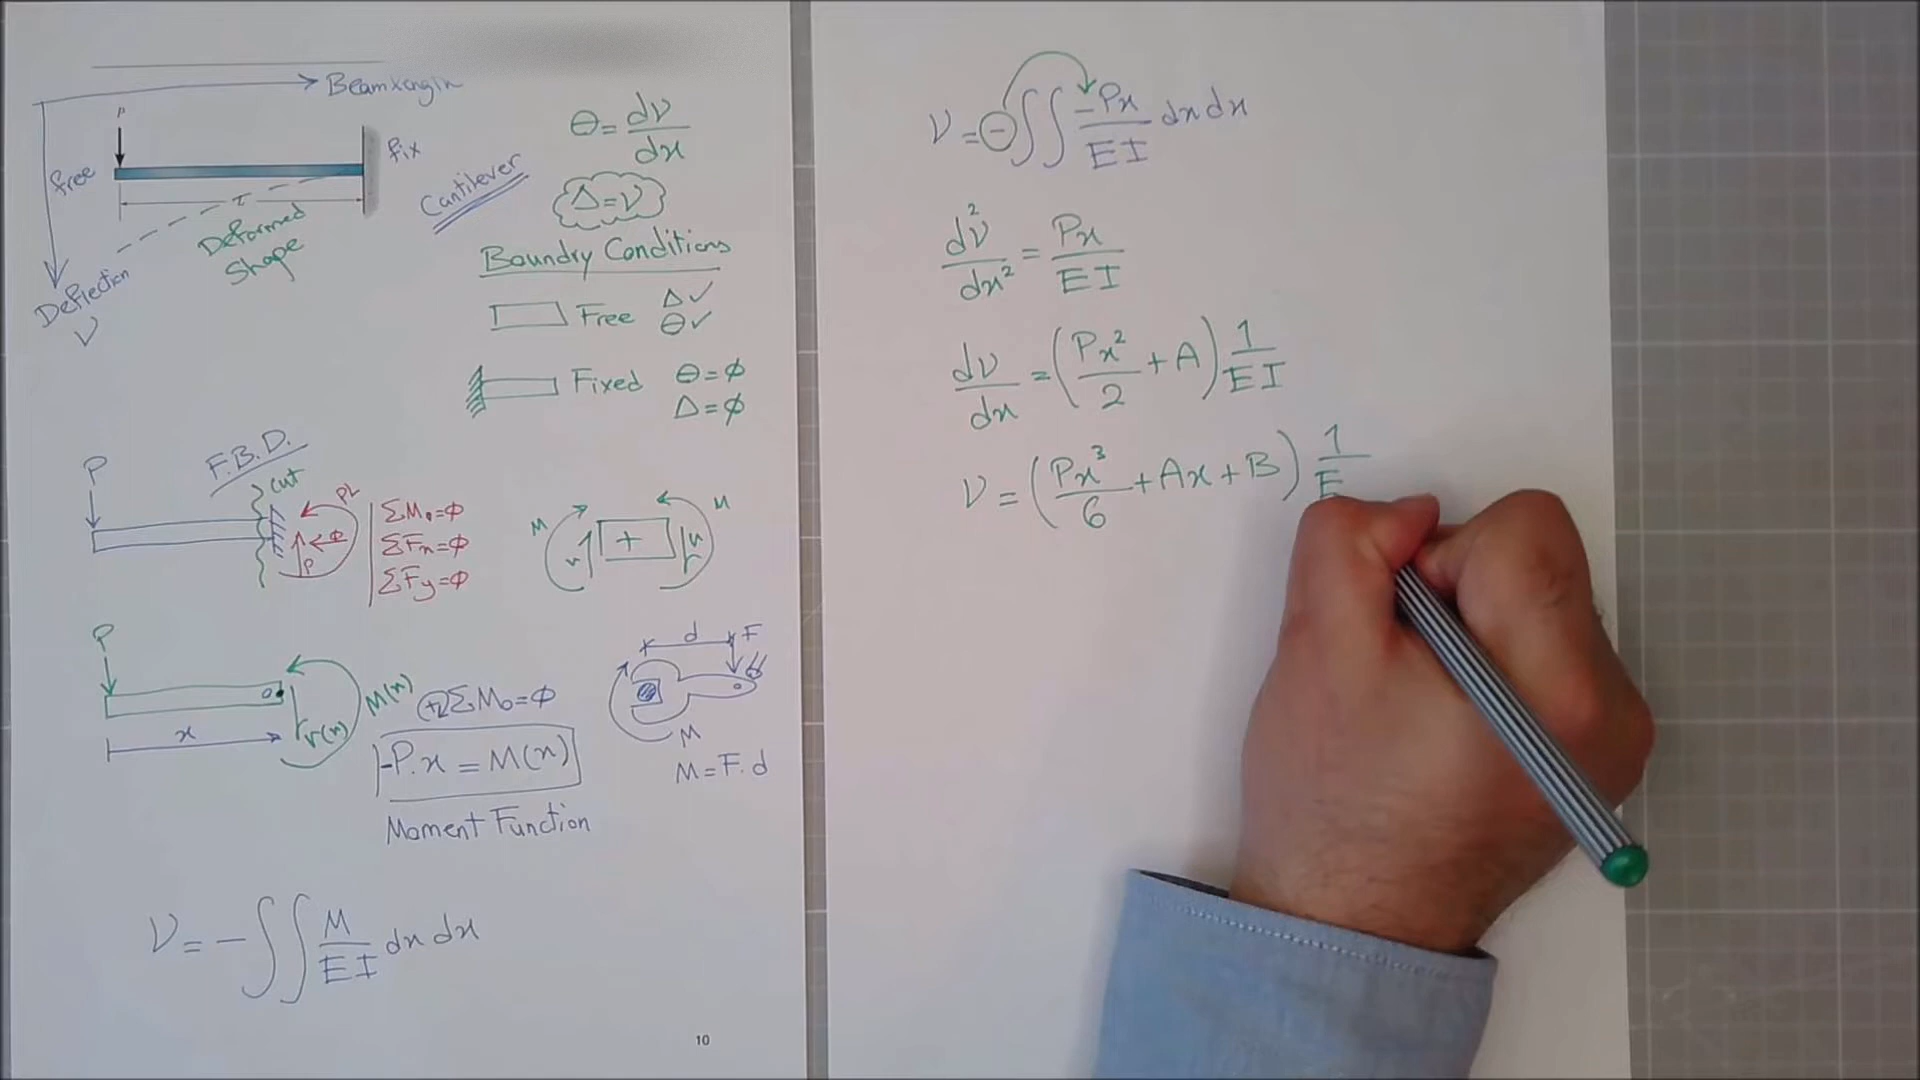 Beam Length
P
free
fix
Cantilever
Deformed
Shape
Deflection
ν
θ = dν/dx
Δ = ν
Boundry Conditions
Free Δ ✓
θ ✓
Fixed θ = ϕ
Δ = ϕ
F.B.D.
P
cut
PL
ϕ
P
ΣM₀ = ϕ
ΣFx = ϕ
ΣFy = ϕ
M + M
P
O
x
M(x)
V(x)
ΣM₀ = ϕ
-P.x = M(x)
Moment Function
d F
M
M = F.d
ν = -∫∫ M/EI dx dx
10
ν = -∫∫ -Px/EI dx dx
d²ν/dx² = Px/EI
dν/dx = (Px²/2 + A) 1/EI
ν = (Px³/6 + Ax + B) 1/E